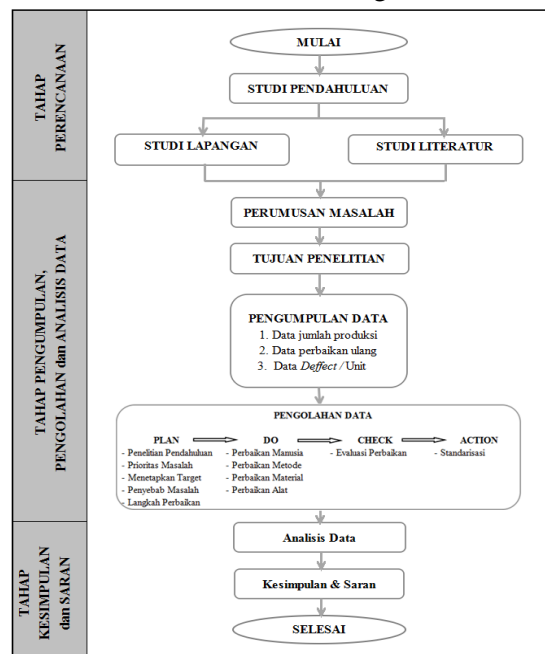 TAHAP
PERENCANAAN
MULAI
STUDI PENDAHULUAN
STUDI LAPANGAN
STUDI LITERATUR
TAHAP PENGUMPULAN,
PENGOLAHAN dan ANALISIS DATA
PERUMUSAN MASALAH
TUJUAN PENELITIAN
PENGUMPULAN DATA
1. Data jumlah produksi
2. Data perbaikan ulang
3. Data Deffect / Unit
PENGOLAHAN DATA
PLAN
- Penelitian Pendahuluan
- Prioritas Masalah
- Menetapkan Target
- Penyebab Masalah
- Langkah Perbaikan
DO
- Perbaikan Manusia
- Perbaikan Metode
- Perbaikan Material
- Perbaikan Alat
CHECK
- Evaluasi Perbaikan
ACTION
- Standarisasi
TAHAP
KESIMPULAN
dan SARAN
Analisis Data
Kesimpulan & Saran
SELESAI